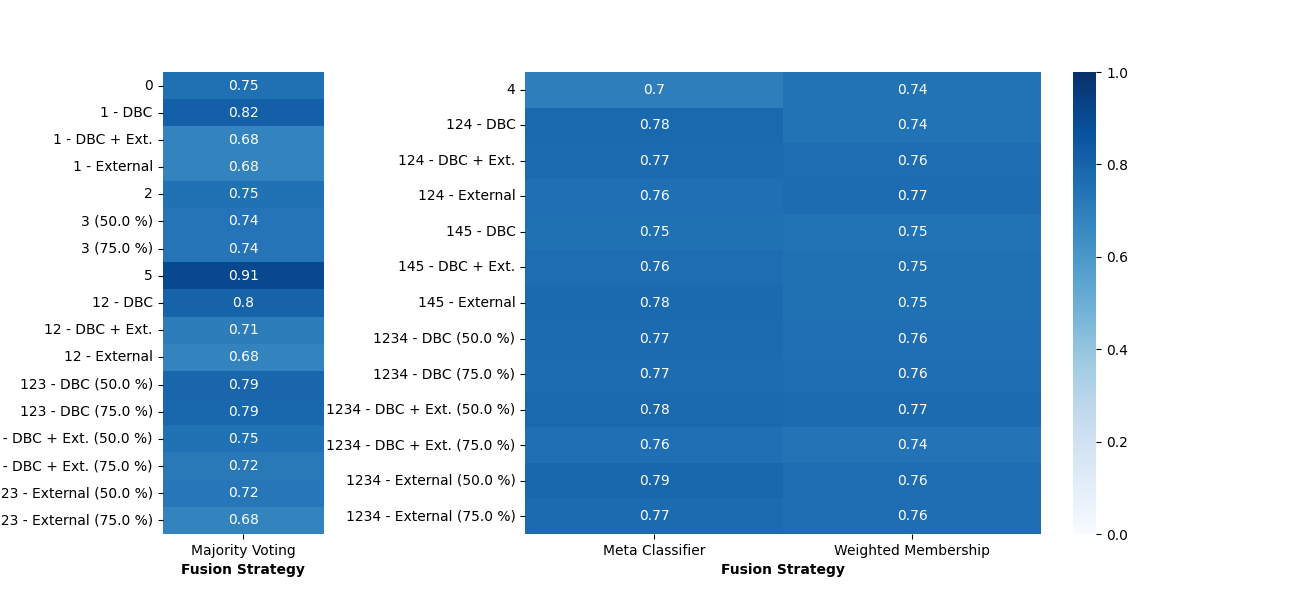 0 0.75
1 - DBC 0.82
1 - DBC + Ext. 0.68
1 - External 0.68
2 0.75
3 (50.0 %) 0.74
3 (75.0 %) 0.74
5 0.91
12 - DBC 0.8
12 - DBC + Ext. 0.71
12 - External 0.68
123 - DBC (50.0 %) 0.79
123 - DBC (75.0 %) 0.79
- DBC + Ext. (50.0 %) 0.75
- DBC + Ext. (75.0 %) 0.72
23 - External (50.0 %) 0.72
23 - External (75.0 %) 0.68
Majority Voting
Fusion Strategy
4 0.7 0.74
124 - DBC 0.78 0.74
124 - DBC + Ext. 0.77 0.76
124 - External 0.76 0.77
145 - DBC 0.75 0.75
145 - DBC + Ext. 0.76 0.75
145 - External 0.78 0.75
1234 - DBC (50.0 %) 0.77 0.76
1234 - DBC (75.0 %) 0.77 0.76
1234 - DBC + Ext. (50.0 %) 0.78 0.77
1234 - DBC + Ext. (75.0 %) 0.76 0.74
1234 - External (50.0 %) 0.79 0.76
1234 - External (75.0 %) 0.77 0.76
Meta Classifier Weighted Membership
Fusion Strategy
1.0
0.8
0.6
0.4
0.2
0.0